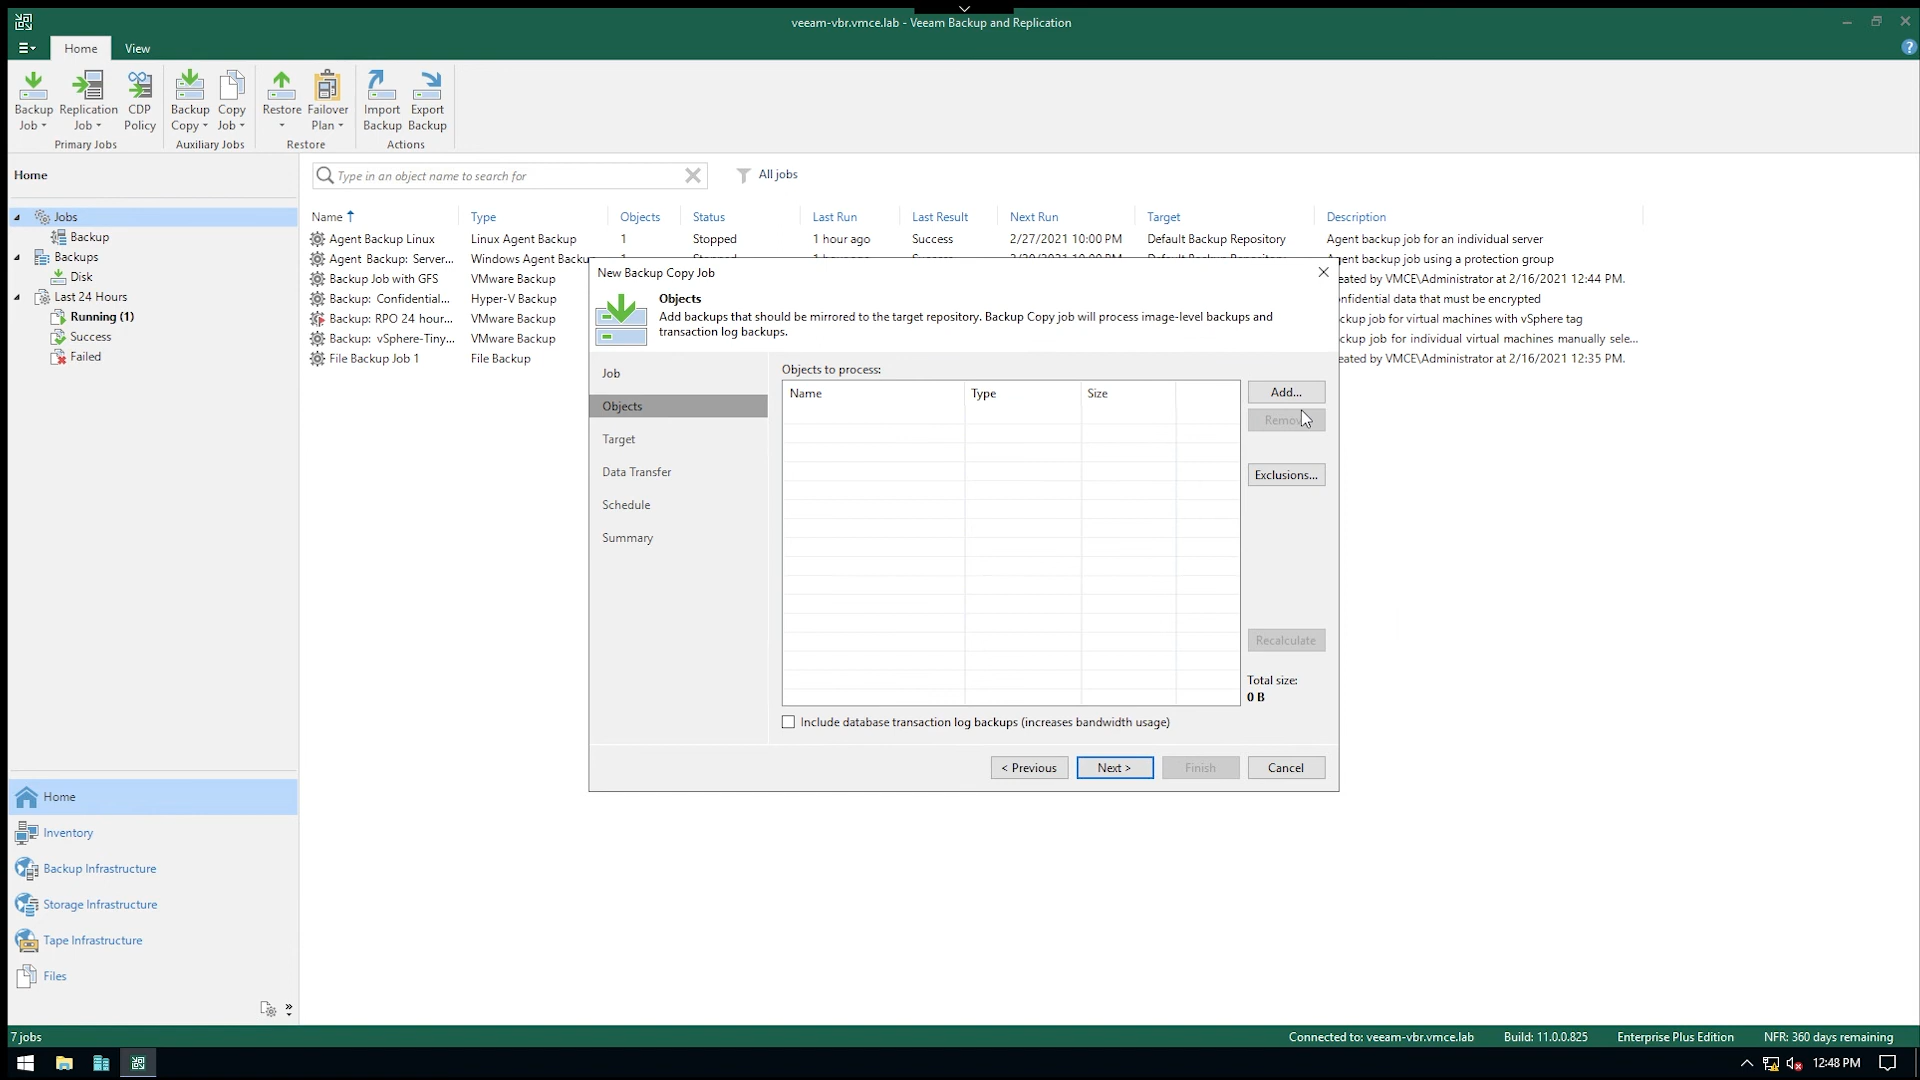 veeam-vbr.vmce.lab - Veeam Backup and Replication
Home View
Backup Job Replication Job CDP Policy Backup Copy Copy Job Restore Failover Plan Import Backup Export Backup
Primary Jobs Auxiliary Jobs Restore Actions
Home
Type in an object name to search for
All jobs
Jobs
Backup
Backups
Disk
Last 24 Hours
Running (1)
Success
Failed
Name Type Objects Status Last Run Last Result Next Run Target Description
Agent Backup Linux Linux Agent Backup 1 Stopped 1 hour ago Success 2/27/2021 10:00 PM Default Backup Repository Agent backup job for an individual server
Agent Backup: Server... Windows Agent Backu gent backup job using a protection group
Backup Job with GFS VMware Backup eated by VMCE\Administrator at 2/16/2021 12:44 PM.
Backup: Confidential... Hyper-V Backup nfidential data that must be encrypted
Backup: RPO 24 hour... VMware Backup ckup job for virtual machines with vSphere tag
Backup: vSphere-Tiny... VMware Backup ckup job for individual virtual machines manually sele...
File Backup Job 1 File Backup eated by VMCE\Administrator at 2/16/2021 12:35 PM.
New Backup Copy Job
Objects
Add backups that should be mirrored to the target repository. Backup Copy job will process image-level backups and
transaction log backups.
Job
Objects
Target
Data Transfer
Schedule
Summary
Objects to process:
Name Type Size
Add...
Remov
Exclusions...
Recalculate
Total size:
0 B
Include database transaction log backups (increases bandwidth usage)
< Previous Next > Finish Cancel
Home
Inventory
Backup Infrastructure
Storage Infrastructure
Tape Infrastructure
Files
7 jobs Connected to: veeam-vbr.vmce.lab Build: 11.0.0.825 Enterprise Plus Edition NFR: 360 days remaining
12:48 PM